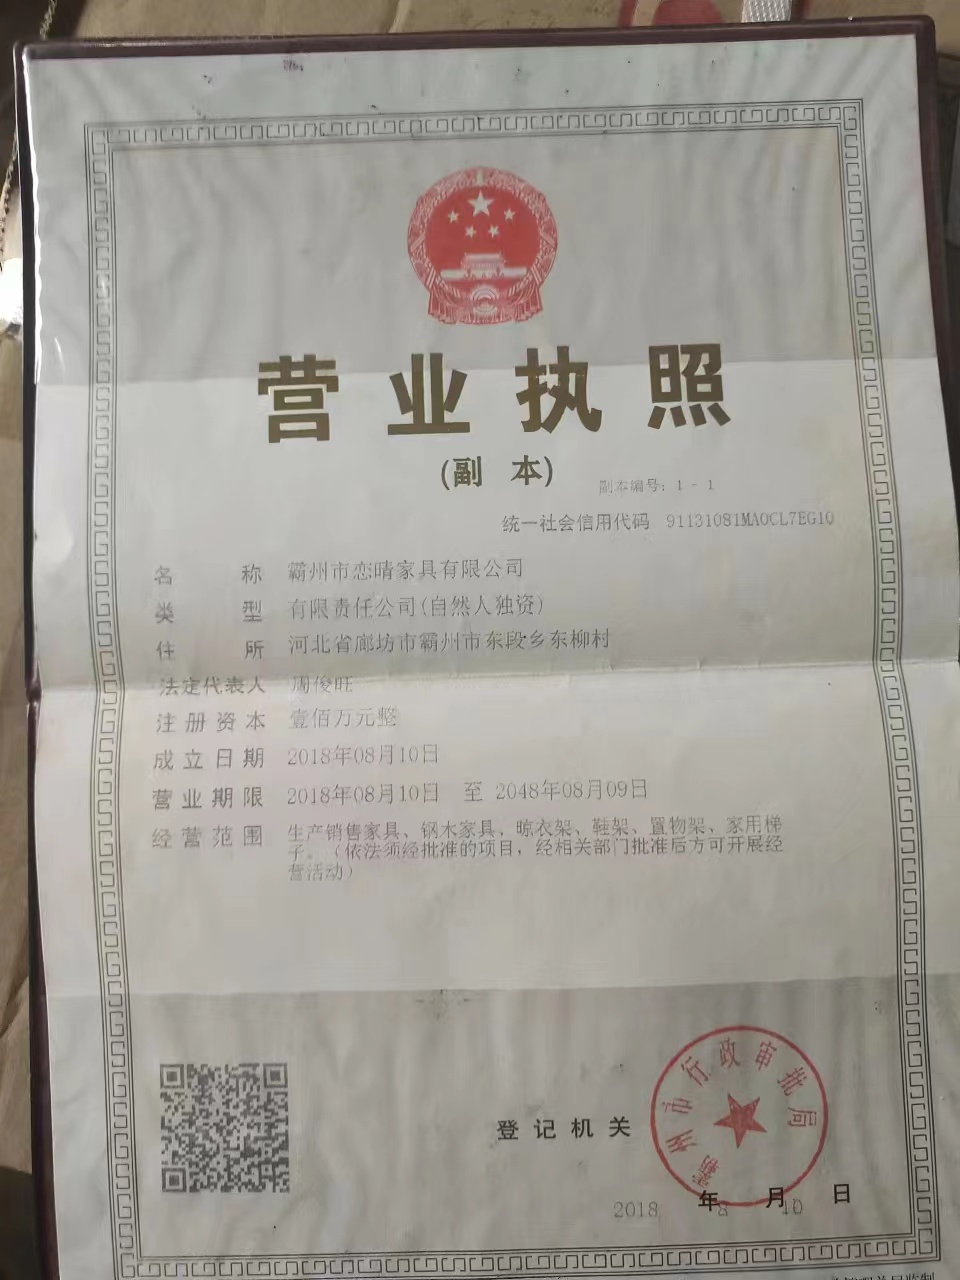 营业执照
(副 本)
副本编号：1 - 1
统一社会信用代码 91131081MA0CL7EG10
名 称 霸州市恋晴家具有限公司
类 型 有限责任公司(自然人独资)
住 所 河北省廊坊市霸州市东段乡东柳村
法定代表人 周俊旺
注册资本 壹佰万元整
成立日期 2018年08月10日
营业期限 2018年08月10日 至 2048年08月09日
经营范围 生产销售家具、钢木家具，晾衣架、鞋架、置物架、家用梯
子。（依法须经批准的项目，经相关部门批准后方可开展经
营活动）
霸州市行政审批局
登记机关
2018 年 8 月 10 日